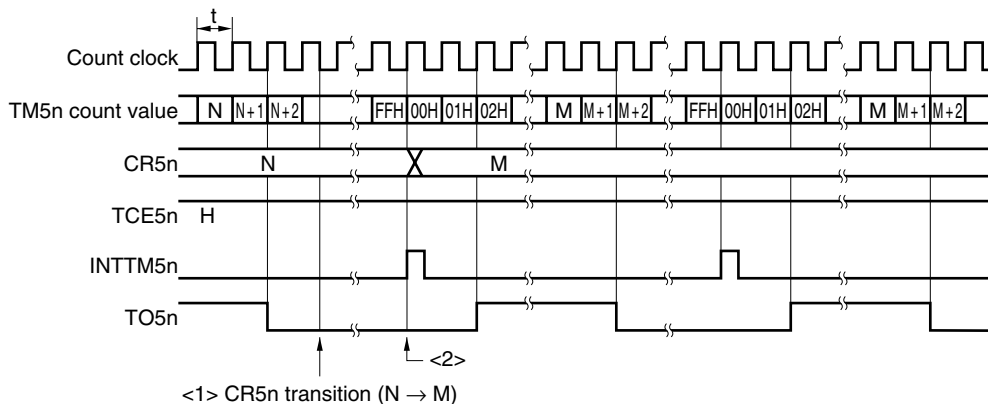 t
Count clock
TM5n count value N N+1 N+2 FFH 00H 01H 02H M M+1 M+2 FFH 00H 01H 02H M M+1 M+2
CR5n N M
TCE5n H
INTTM5n
TO5n
<2>
<1> CR5n transition (N → M)